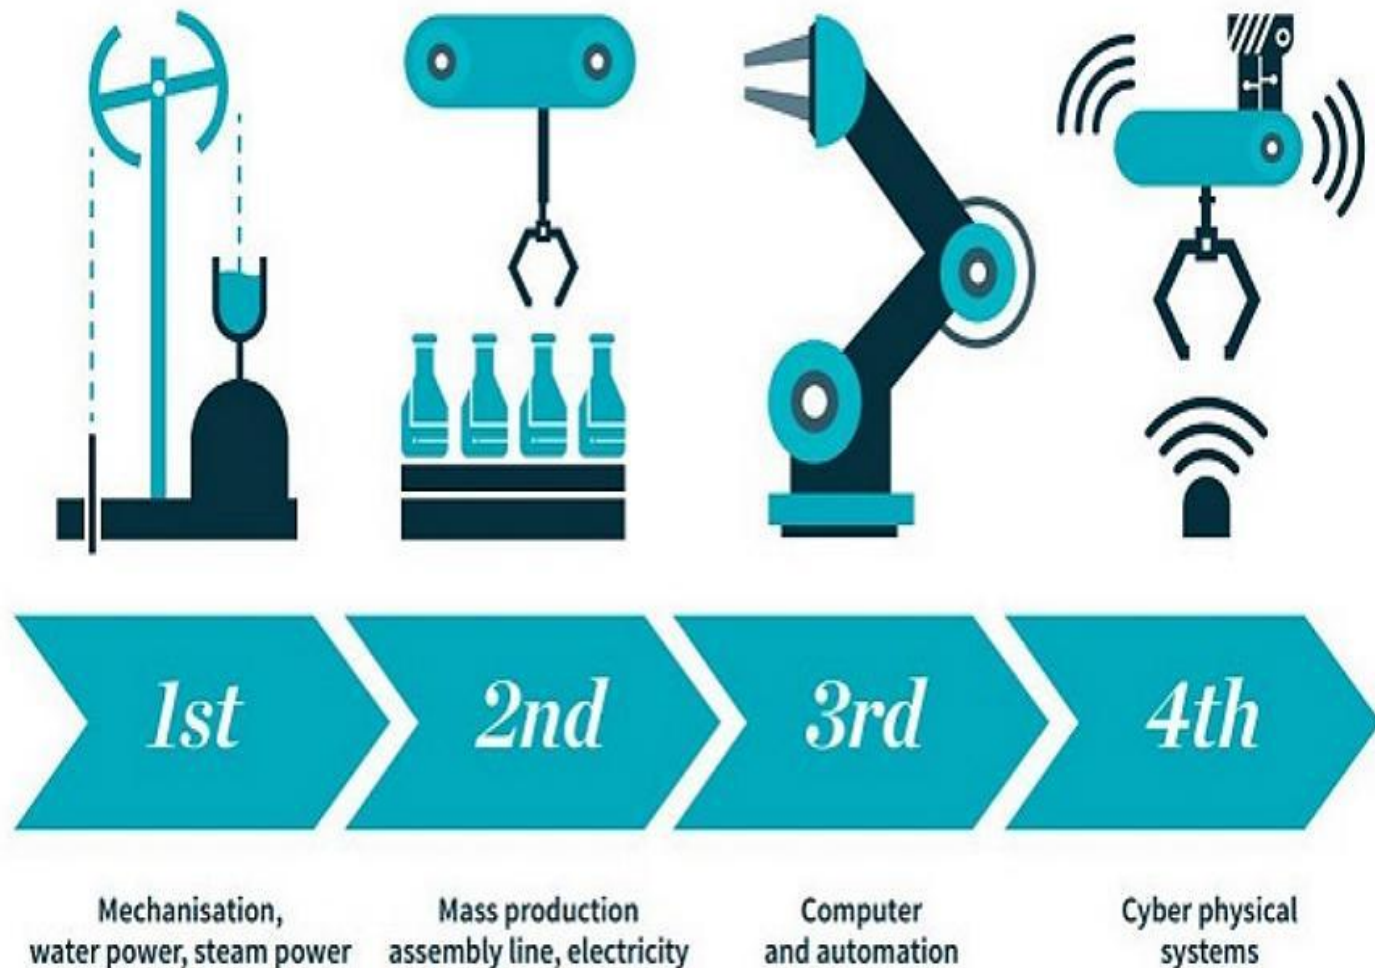 1st
2nd
3rd
4th
Mechanisation,
water power, steam power
Mass production
assembly line, electricity
Computer
and automation
Cyber physical
systems